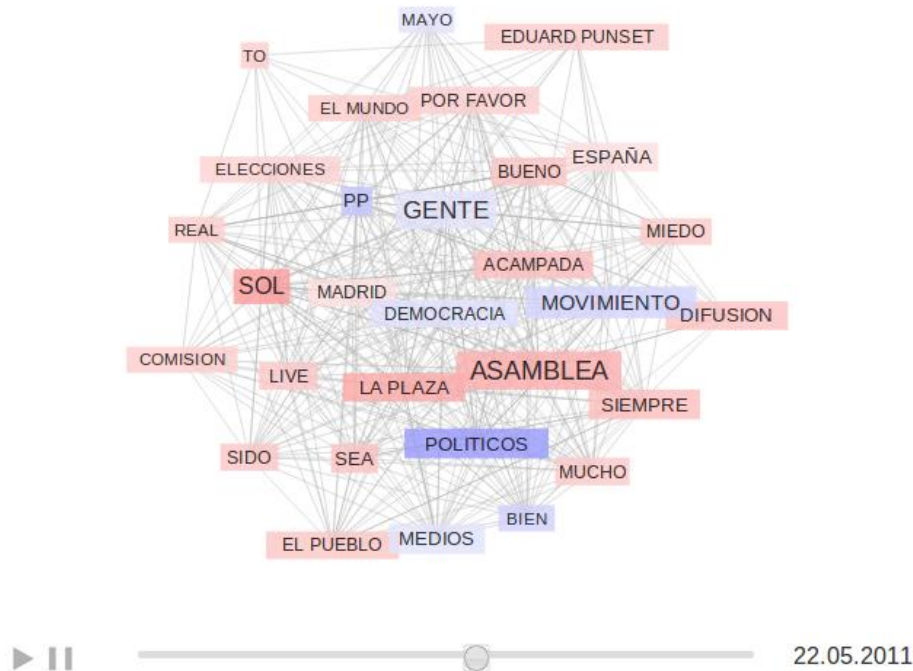 MAYO
EDUARD PUNSET
TO
EL MUNDO
POR FAVOR
ELECCIONES
BUENO
ESPAÑA
PP
GENTE
REAL
MIEDO
ACAMPADA
SOL
MADRID
DEMOCRACIA
MOVIMIENTO
DIFUSION
COMISION
LIVE
LA PLAZA
ASAMBLEA
SIEMPRE
POLITICOS
SIDO
SEA
MUCHO
BIEN
EL PUEBLO
MEDIOS
22.05.2011